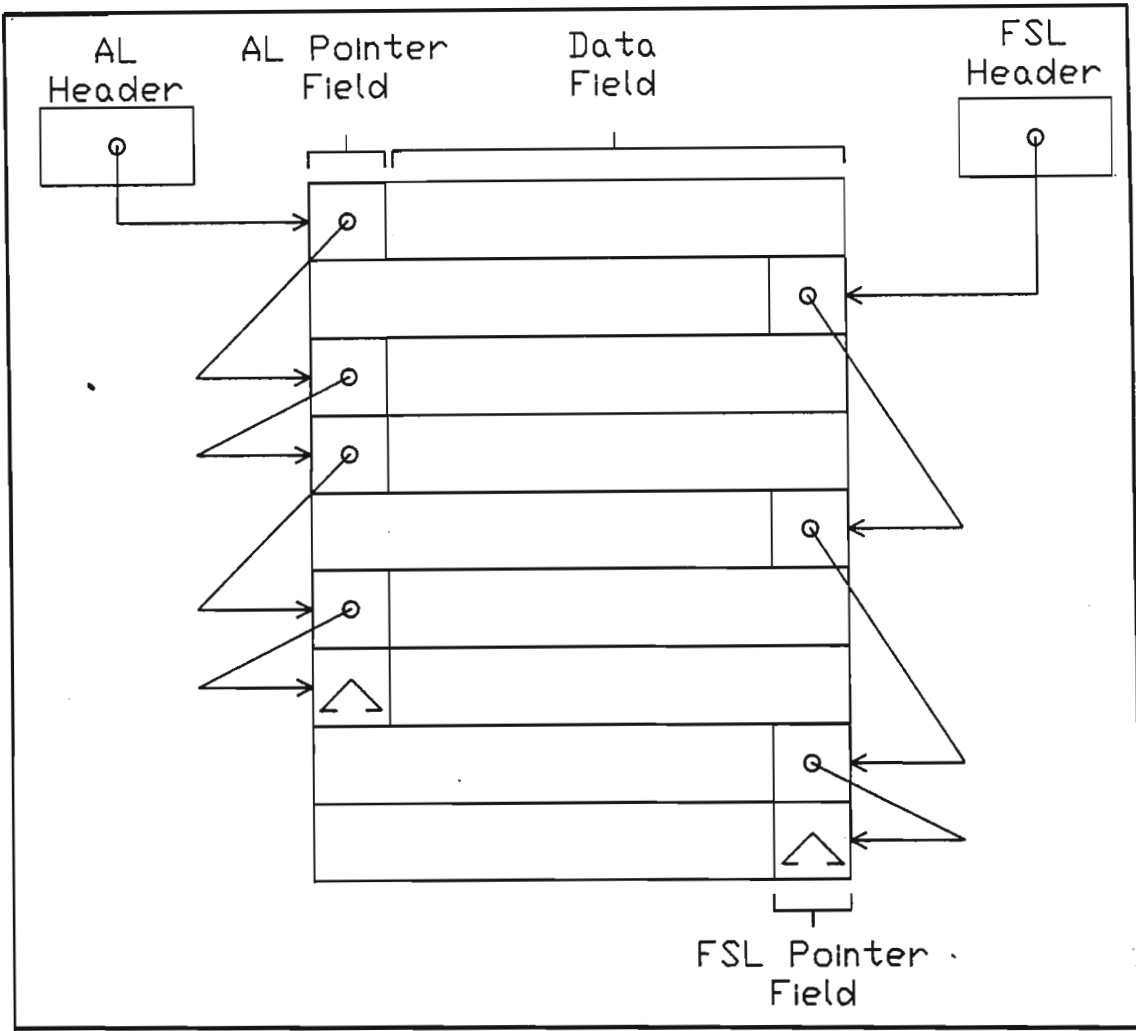 AL
Header
AL Pointer
Field
Data
Field
FSL
Header
FSL Pointer
Field